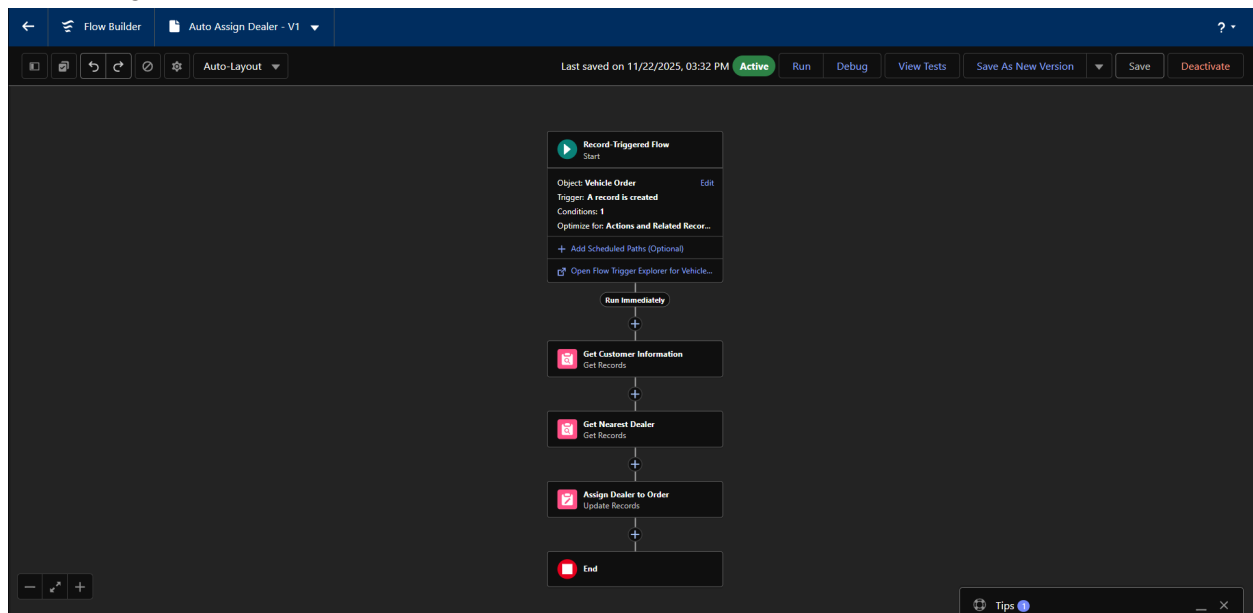 Flow Builder
Auto Assign Dealer - V1
?
Auto-Layout
Last saved on 11/22/2025, 03:32 PM
Active
Run
Debug
View Tests
Save As New Version
Save
Deactivate
Record-Triggered Flow
Start
Object: Vehicle Order
Edit
Trigger: A record is created
Conditions: 1
Optimize for: Actions and Related Recor...
+ Add Scheduled Paths (Optional)
Open Flow Trigger Explorer for Vehicle...
Run Immediately
Get Customer Information
Get Records
Get Nearest Dealer
Get Records
Assign Dealer to Order
Update Records
End
Tips 1